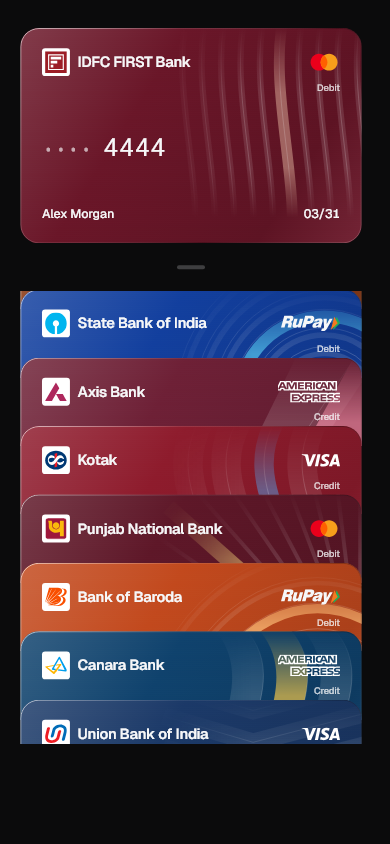 IDFC FIRST Bank
Debit
•••• 4444
Alex Morgan 03/31
State Bank of India RuPay
Debit
Axis Bank AMERICAN EXPRESS
Credit
Kotak VISA
Credit
Punjab National Bank
Debit
Bank of Baroda RuPay
Debit
Canara Bank AMERICAN EXPRESS
Credit
Union Bank of India VISA